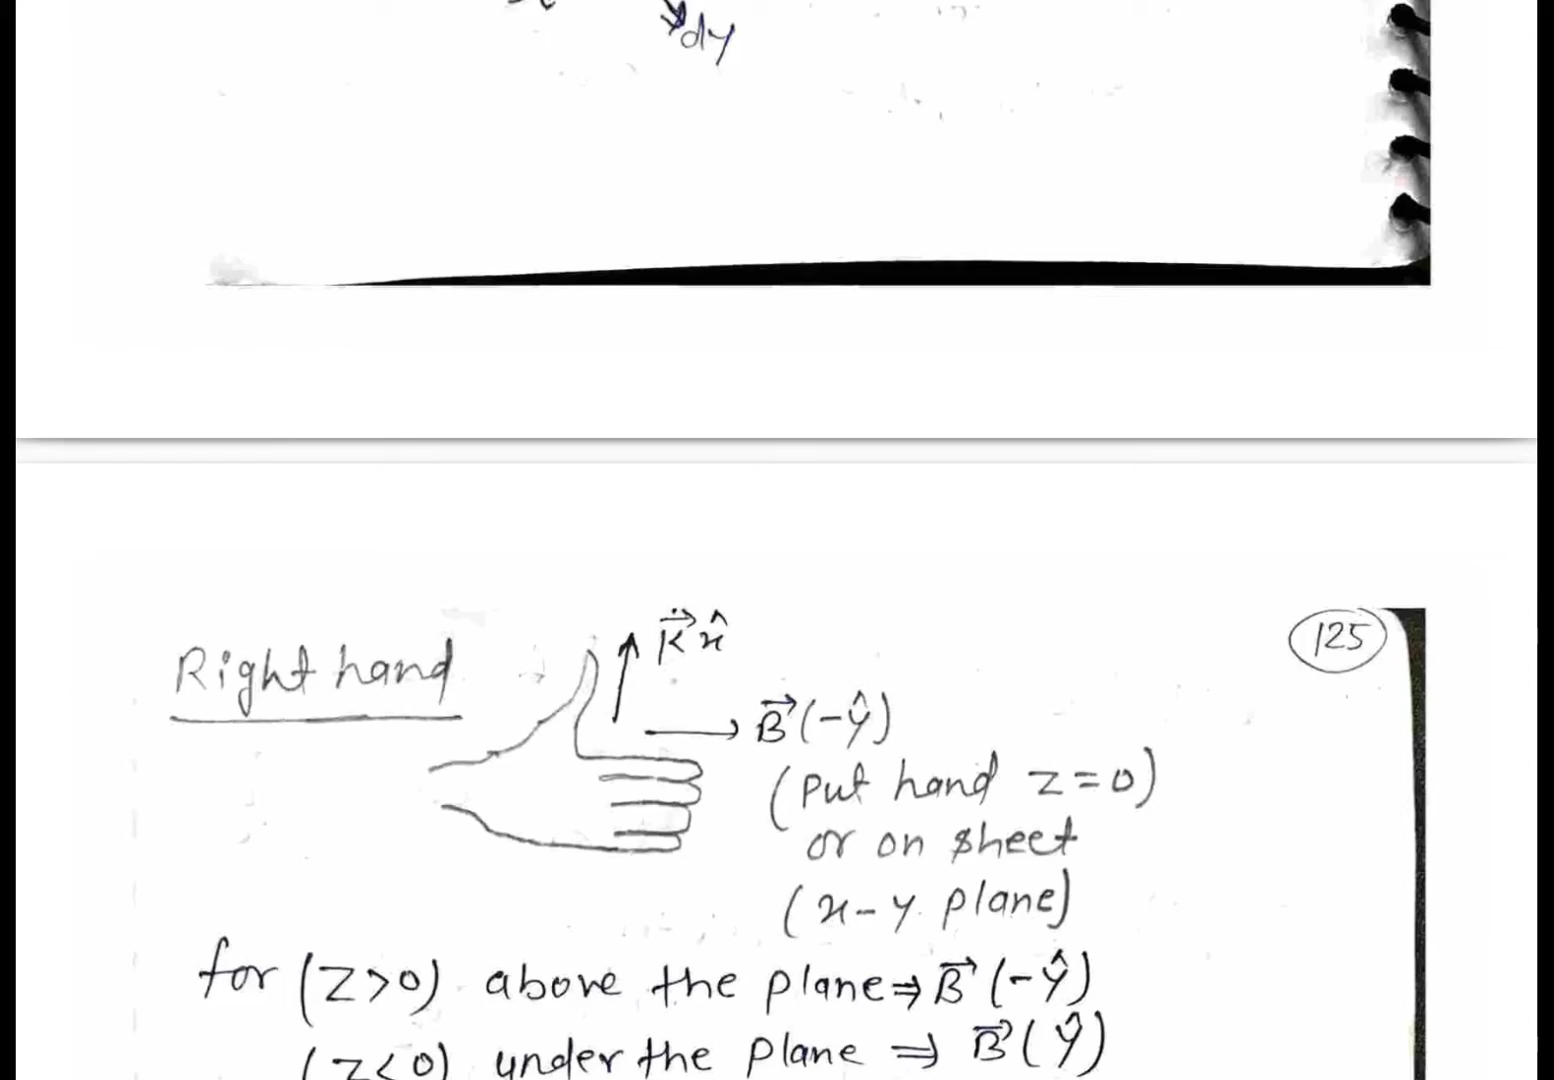 dy
K⃗ x̂
125
Right hand
B⃗ (-ŷ)
(Put hand z=0)
or on sheet
(x-y plane)
for (z>0) above the plane ⇒ B⃗ (-ŷ)
(z<0) under the plane ⇒ B⃗ (ŷ)